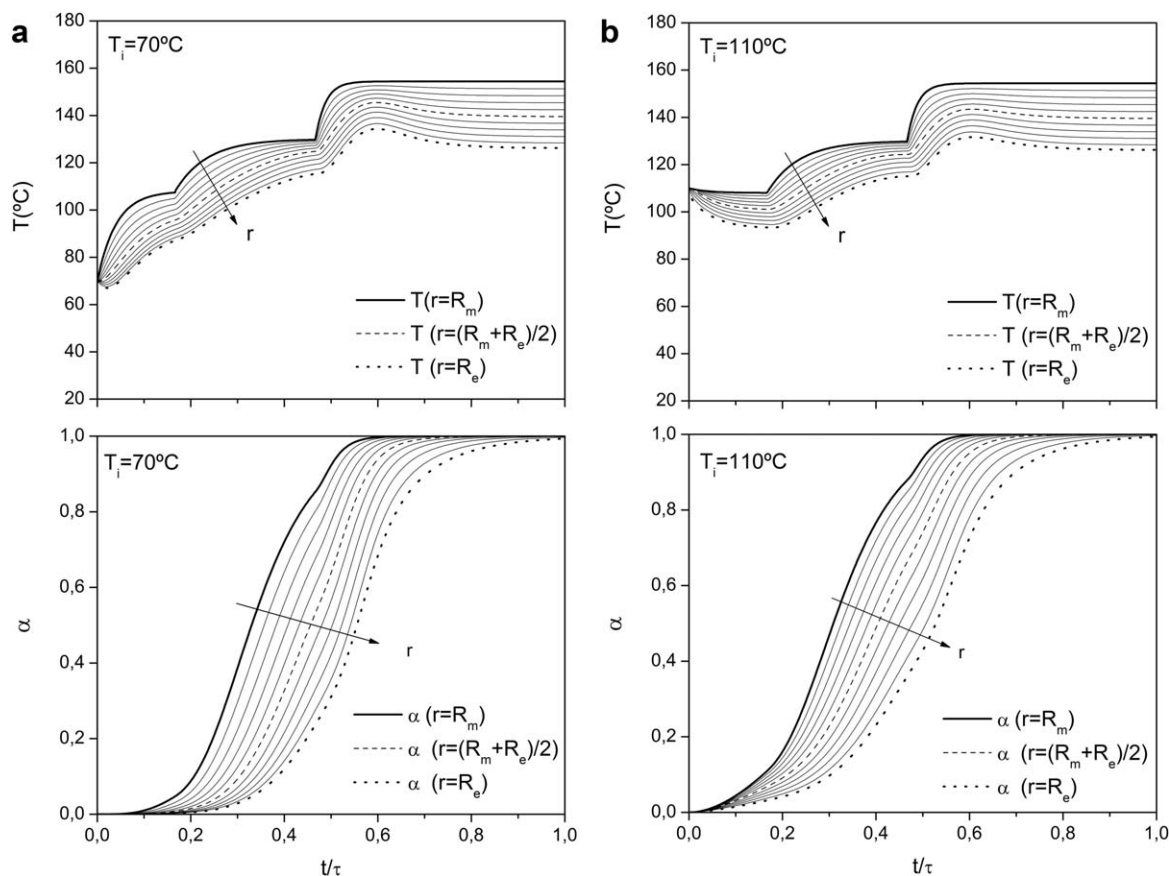 a
T_i=70ºC
180
160
140
120
100
80
60
40
20
T(ºC)
r
T(r=R_m)
T (r=(R_m+R_e)/2)
T (r=R_e)
b
T_i=110ºC
180
160
140
120
100
80
60
40
20
T(ºC)
r
T(r=R_m)
T (r=(R_m+R_e)/2)
T (r=R_e)
T_i=70ºC
1,0
0,8
0,6
0,4
0,2
0,0
α
r
α (r=R_m)
α (r=(R_m+R_e)/2)
α (r=R_e)
0,0 0,2 0,4 0,6 0,8 1,0
t/τ
T_i=110ºC
1,0
0,8
0,6
0,4
0,2
0,0
α
r
α (r=R_m)
α (r=(R_m+R_e)/2)
α (r=R_e)
0,0 0,2 0,4 0,6 0,8 1,0
t/τ